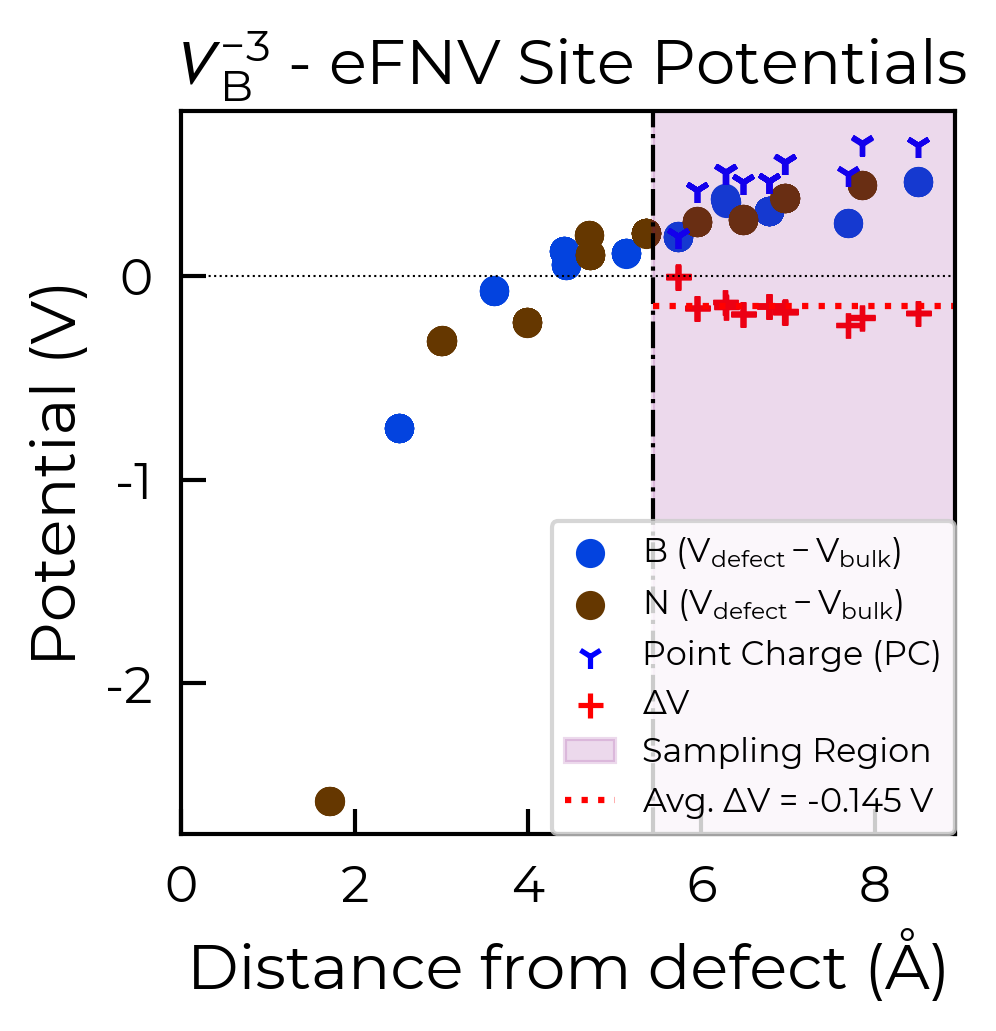 V_B^{-3} - eFNV Site Potentials
Potential (V)
0
-1
-2
B (V_defect – V_bulk)
N (V_defect – V_bulk)
Point Charge (PC)
ΔV
Sampling Region
Avg. ΔV = -0.145 V
0 2 4 6 8
Distance from defect (Å)